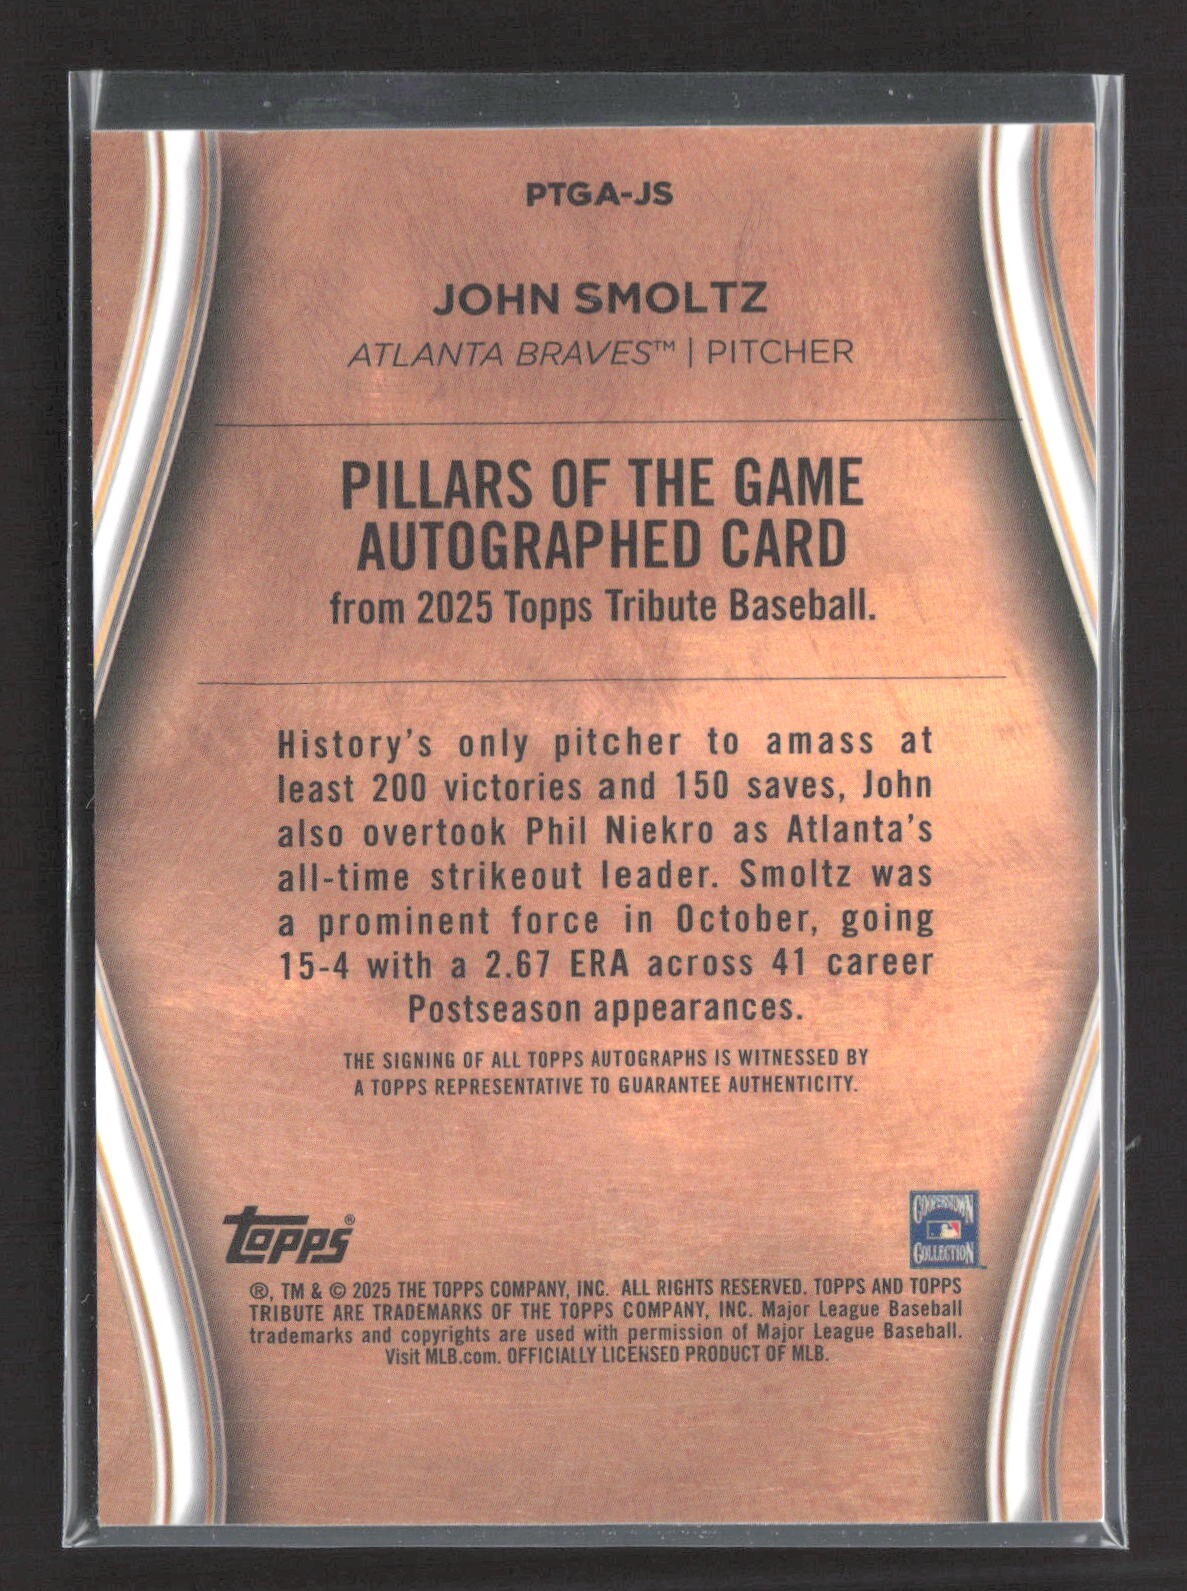 PTGA-JS
JOHN SMOLTZ
ATLANTA BRAVES™ | PITCHER
PILLARS OF THE GAME
AUTOGRAPHED CARD
from 2025 Topps Tribute Baseball.
History's only pitcher to amass at
least 200 victories and 150 saves, John
also overtook Phil Niekro as Atlanta's
all-time strikeout leader. Smoltz was
a prominent force in October, going
15-4 with a 2.67 ERA across 41 career
Postseason appearances.
THE SIGNING OF ALL TOPPS AUTOGRAPHS IS WITNESSED BY
A TOPPS REPRESENTATIVE TO GUARANTEE AUTHENTICITY.
topps®
COOPERSTOWN
COLLECTION
®, TM & © 2025 THE TOPPS COMPANY, INC. ALL RIGHTS RESERVED. TOPPS AND TOPPS
TRIBUTE ARE TRADEMARKS OF THE TOPPS COMPANY, INC. Major League Baseball
trademarks and copyrights are used with permission of Major League Baseball.
Visit MLB.com. OFFICIALLY LICENSED PRODUCT OF MLB.